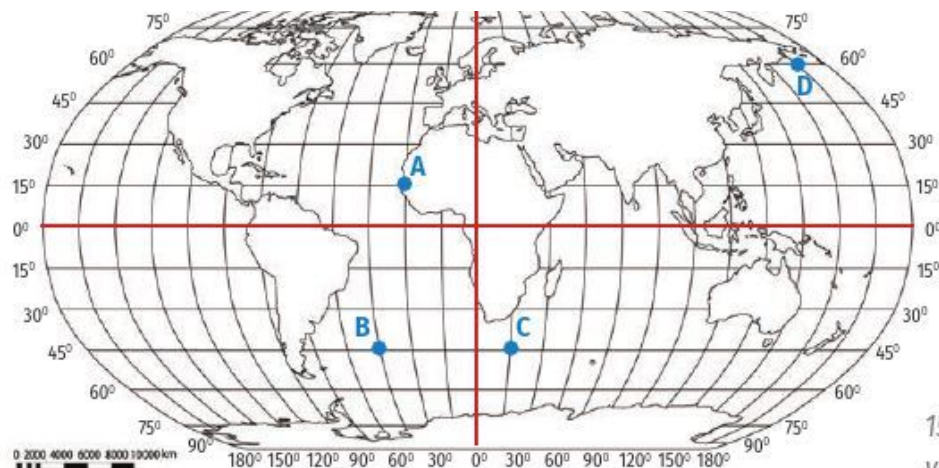 75⁰
60⁰ 60⁰
D
45⁰ 45⁰
30⁰ 30⁰
A
15⁰ 15⁰
0⁰ 0⁰
15⁰ 15⁰
30⁰ 30⁰
B C
45⁰ 45⁰
60⁰ 60⁰
75⁰ 75⁰
90⁰ 90⁰
0 2000 4000 6000 8000 10000 km
180⁰ 150⁰ 120⁰ 90⁰ 60⁰ 30⁰ 0⁰ 30⁰ 60⁰ 90⁰ 120⁰ 150⁰ 180⁰